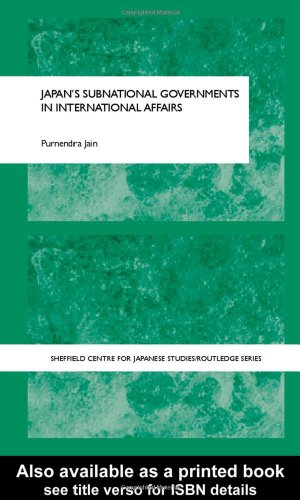 JAPAN'S SUBNATIONAL GOVERNMENTS
IN INTERNATIONAL AFFAIRS
Purnendra Jain
SHEFFIELD CENTRE FOR JAPANESE STUDIES/ROUTLEDGE SERIES
Also available as a printed book
see title verso for ISBN details